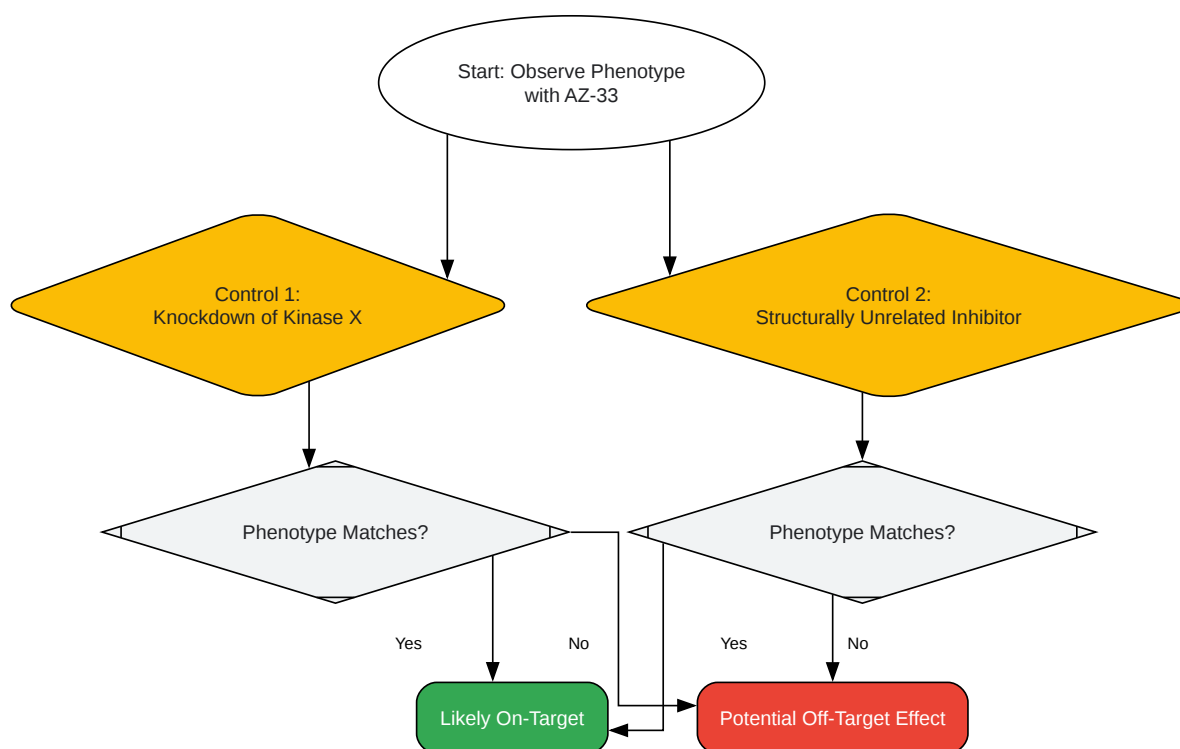 Start: Observe Phenotype
with AZ-33
Control 1:
Knockdown of Kinase X
Control 2:
Structurally Unrelated Inhibitor
Phenotype Matches?
Phenotype Matches?
Yes
No
Yes
No
Likely On-Target
Potential Off-Target Effect